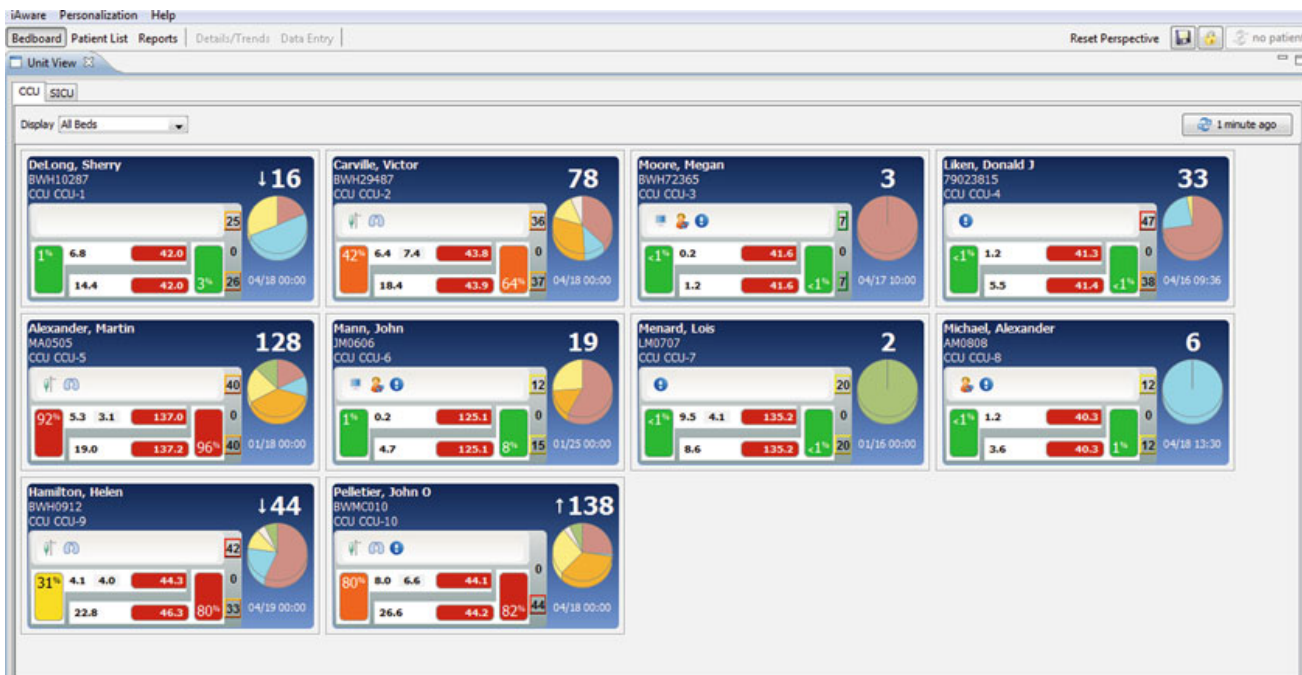 iAware Personalization Help
Bedboard Patient List Reports Details/Trends Data Entry Reset Perspective no patient
Unit View
CCU SICU
Display All Beds 1 minute ago
DeLong, Sherry
BWH10287 ↓16
CCU CCU-1
25
1% 6.8 42.0 0
14.4 42.0 3% 26 04/18 00:00
Carville, Victor
BWH29487 78
CCU CCU-2
36
42% 6.4 7.4 43.8 0
18.4 43.9 64% 37 04/18 00:00
Moore, Megan
BWH72365 3
CCU CCU-3
7
<1% 0.2 41.6 0
1.2 41.6 <1% 7 04/17 10:00
Liken, Donald J
79023815 33
CCU CCU-4
47
<1% 1.2 41.3 0
5.5 41.4 <1% 38 04/16 09:36
Alexander, Martin
MA0505 128
CCU CCU-5
40
92% 5.3 3.1 137.0 0
19.0 137.2 96% 40 01/18 00:00
Mann, John
JM0606 19
CCU CCU-6
12
1% 0.2 125.1 0
4.7 125.1 8% 15 01/25 00:00
Menard, Lois
LM0707 2
CCU CCU-7
20
<1% 9.5 4.1 135.2 0
8.6 135.2 <1% 20 01/16 00:00
Michael, Alexander
AM0808 6
CCU CCU-8
12
<1% 1.2 40.3 0
3.6 40.3 1% 12 04/18 13:30
Hamilton, Helen
BWH0912 ↓44
CCU CCU-9
42
31% 4.1 4.0 44.3 0
22.8 46.3 80% 33 04/19 00:00
Pelletier, John O
BWMC010 ↑138
CCU CCU-10
80% 8.0 6.6 44.1 0
26.6 44.2 82% 44 04/18 00:00